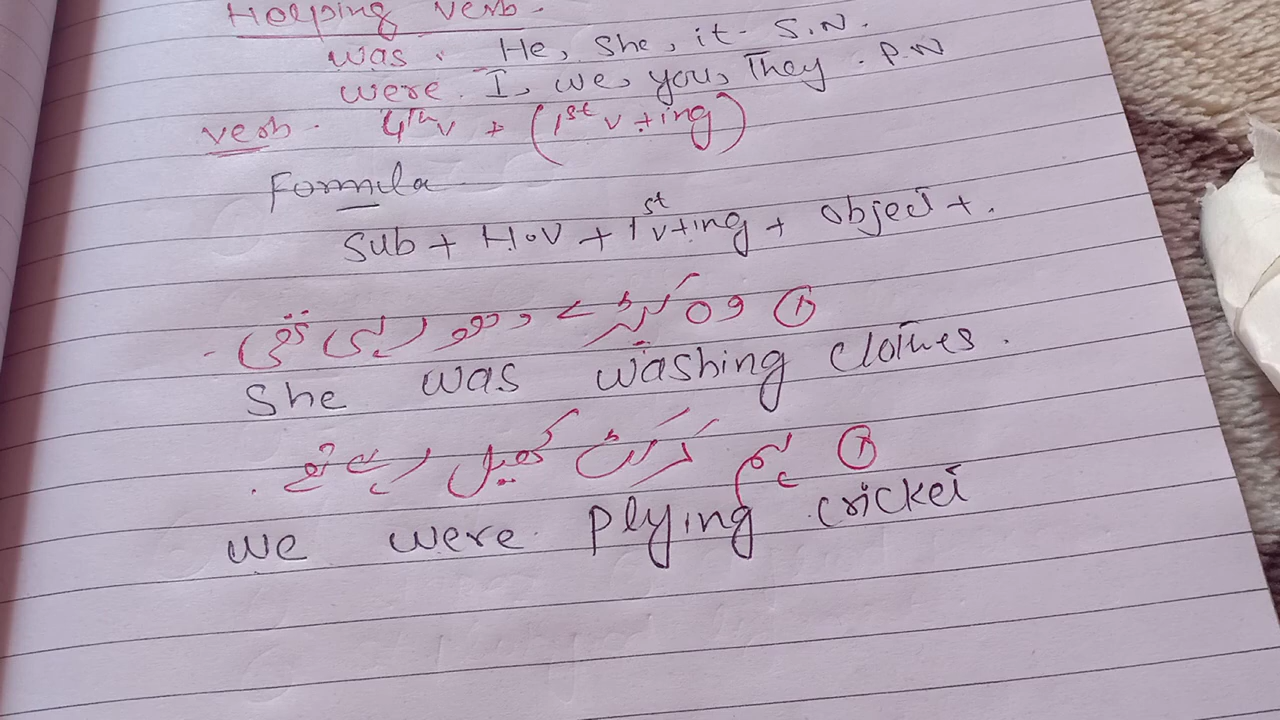 Helping verb.
was. He, She, it. S.N.
were. I, we, you, They. P.N
verb. 4th v + (1st v +ing)
Formula
Sub + H.V + 1st v+ing + object +.
① وہ کپڑے دھو رہی تھی .
She was washing clothes.
② ہم کرکٹ کھیل رہے تھے .
we were. plying cricket